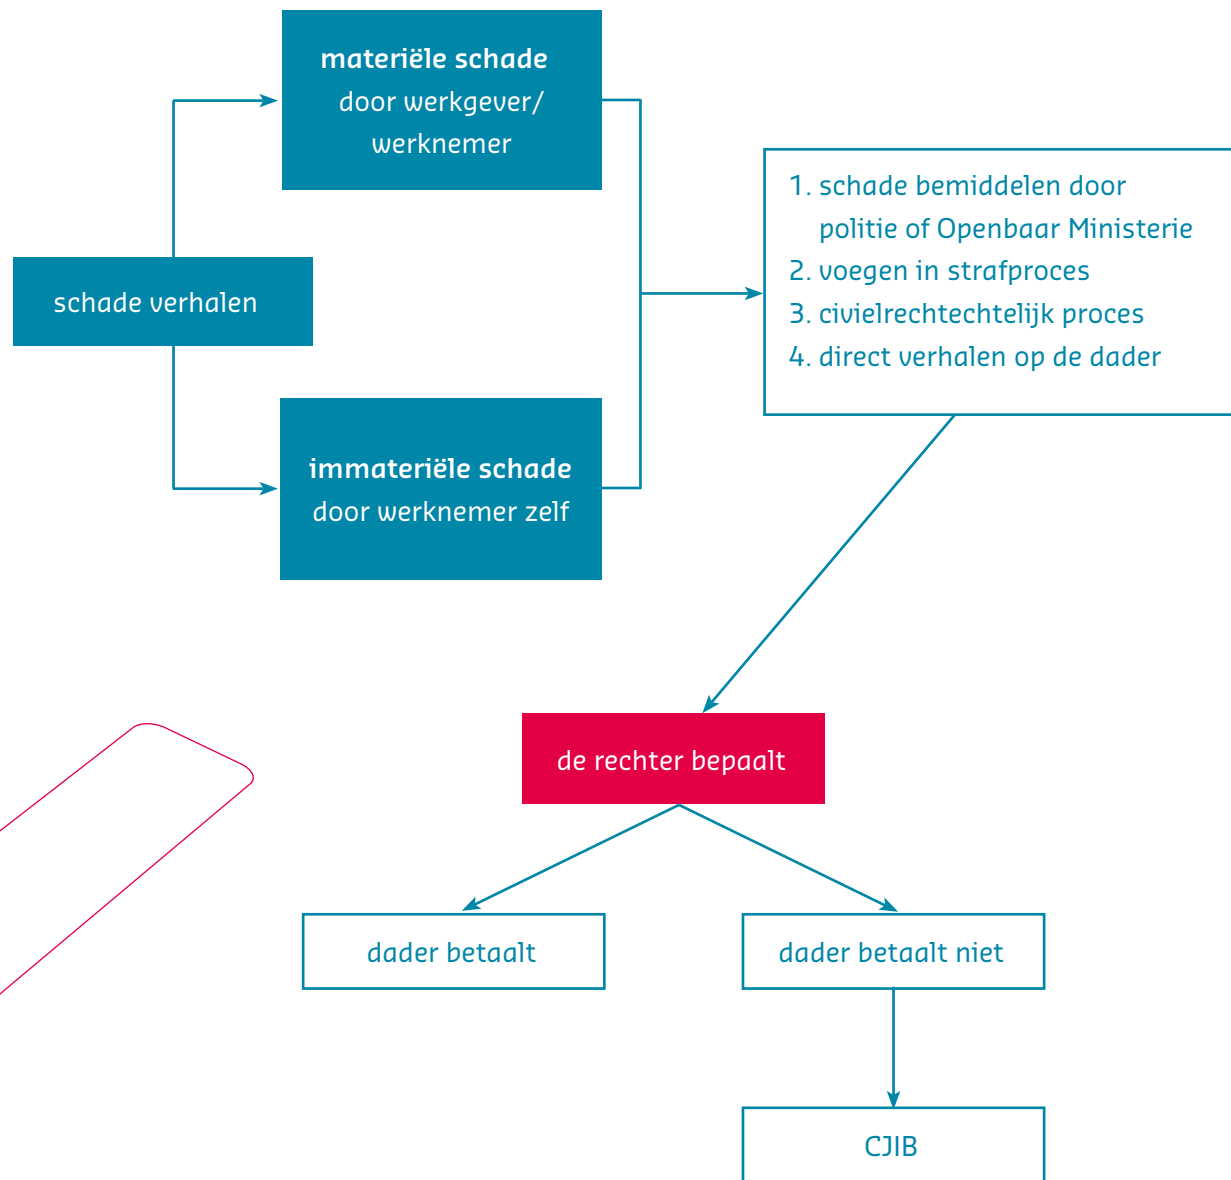 materiële schade
door werkgever/
werknemer
schade verhalen
immateriële schade
door werknemer zelf
1. schade bemiddelen door
politie of Openbaar Ministerie
2. voegen in strafproces
3. civielrechtechtelijk proces
4. direct verhalen op de dader
de rechter bepaalt
dader betaalt
dader betaalt niet
CJIB